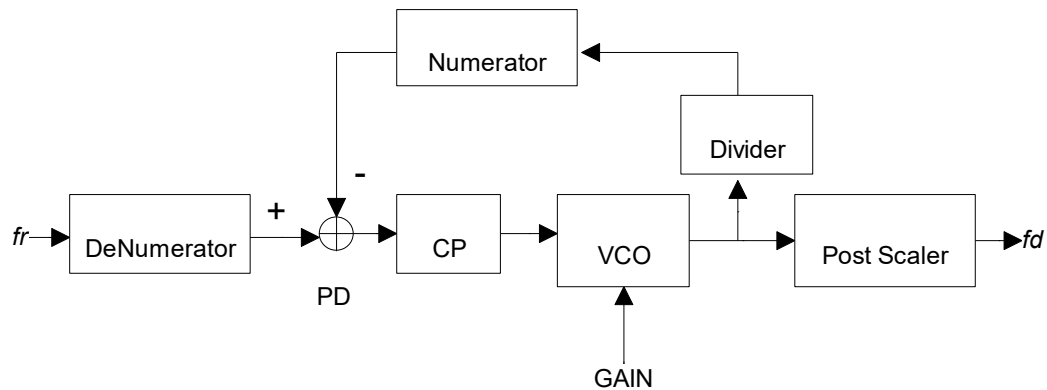 Numerator
Divider
-
+
fr
DeNumerator
CP
VCO
Post Scaler
fd
PD
GAIN